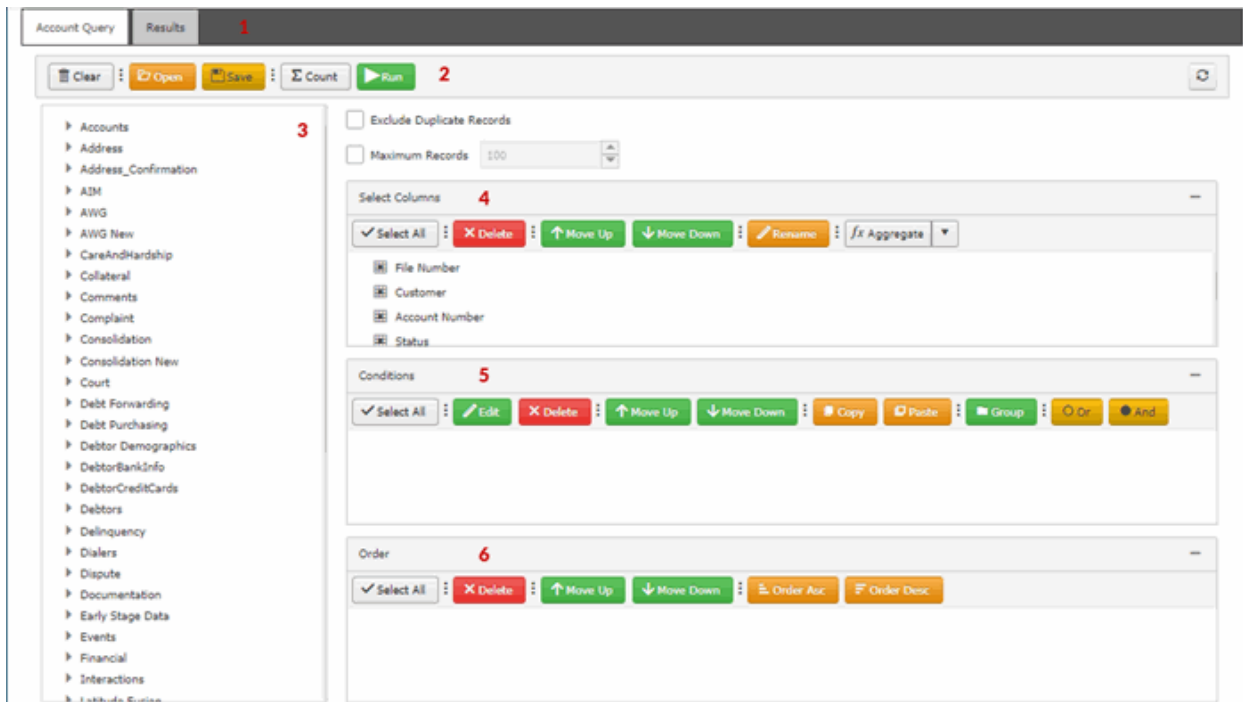 Account Query Results 1
Clear Open Save Σ Count Run 2
3
Accounts
Address
Address_Confirmation
AIM
AWG
AWG New
CareAndHardship
Collateral
Comments
Complaint
Consolidation
Consolidation New
Court
Debt Forwarding
Debt Purchasing
Debtor Demographics
DebtorBankInfo
DebtorCreditCards
Debtors
Delinquency
Dialers
Dispute
Documentation
Early Stage Data
Events
Financial
Interactions
Latitude Fusion
Exclude Duplicate Records
Maximum Records 100
Select Columns 4
Select All Delete Move Up Move Down Rename fx Aggregate
File Number
Customer
Account Number
Status
Conditions 5
Select All Edit Delete Move Up Move Down Copy Paste Group Or And
Order 6
Select All Delete Move Up Move Down Order Asc Order Desc